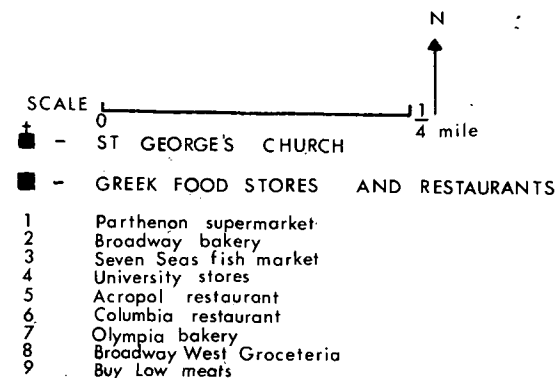 N
SCALE 0 1/4 mile
- ST GEORGE'S CHURCH
- GREEK FOOD STORES AND RESTAURANTS
1 Parthenon supermarket
2 Broadway bakery
3 Seven Seas fish market
4 University stores
5 Acropol restaurant
6 Columbia restaurant
7 Olympia bakery
8 Broadway West Groceteria
9 Buy Low meats